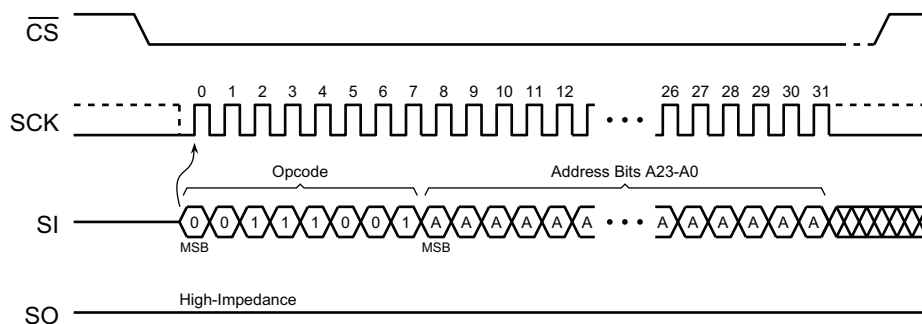 CS
0 1 2 3 4 5 6 7 8 9 10 11 12 26 27 28 29 30 31
SCK
Opcode Address Bits A23-A0
SI 0 0 1 1 1 0 0 1 A A A A A A A A A A A A
MSB MSB
High-Impedance
SO